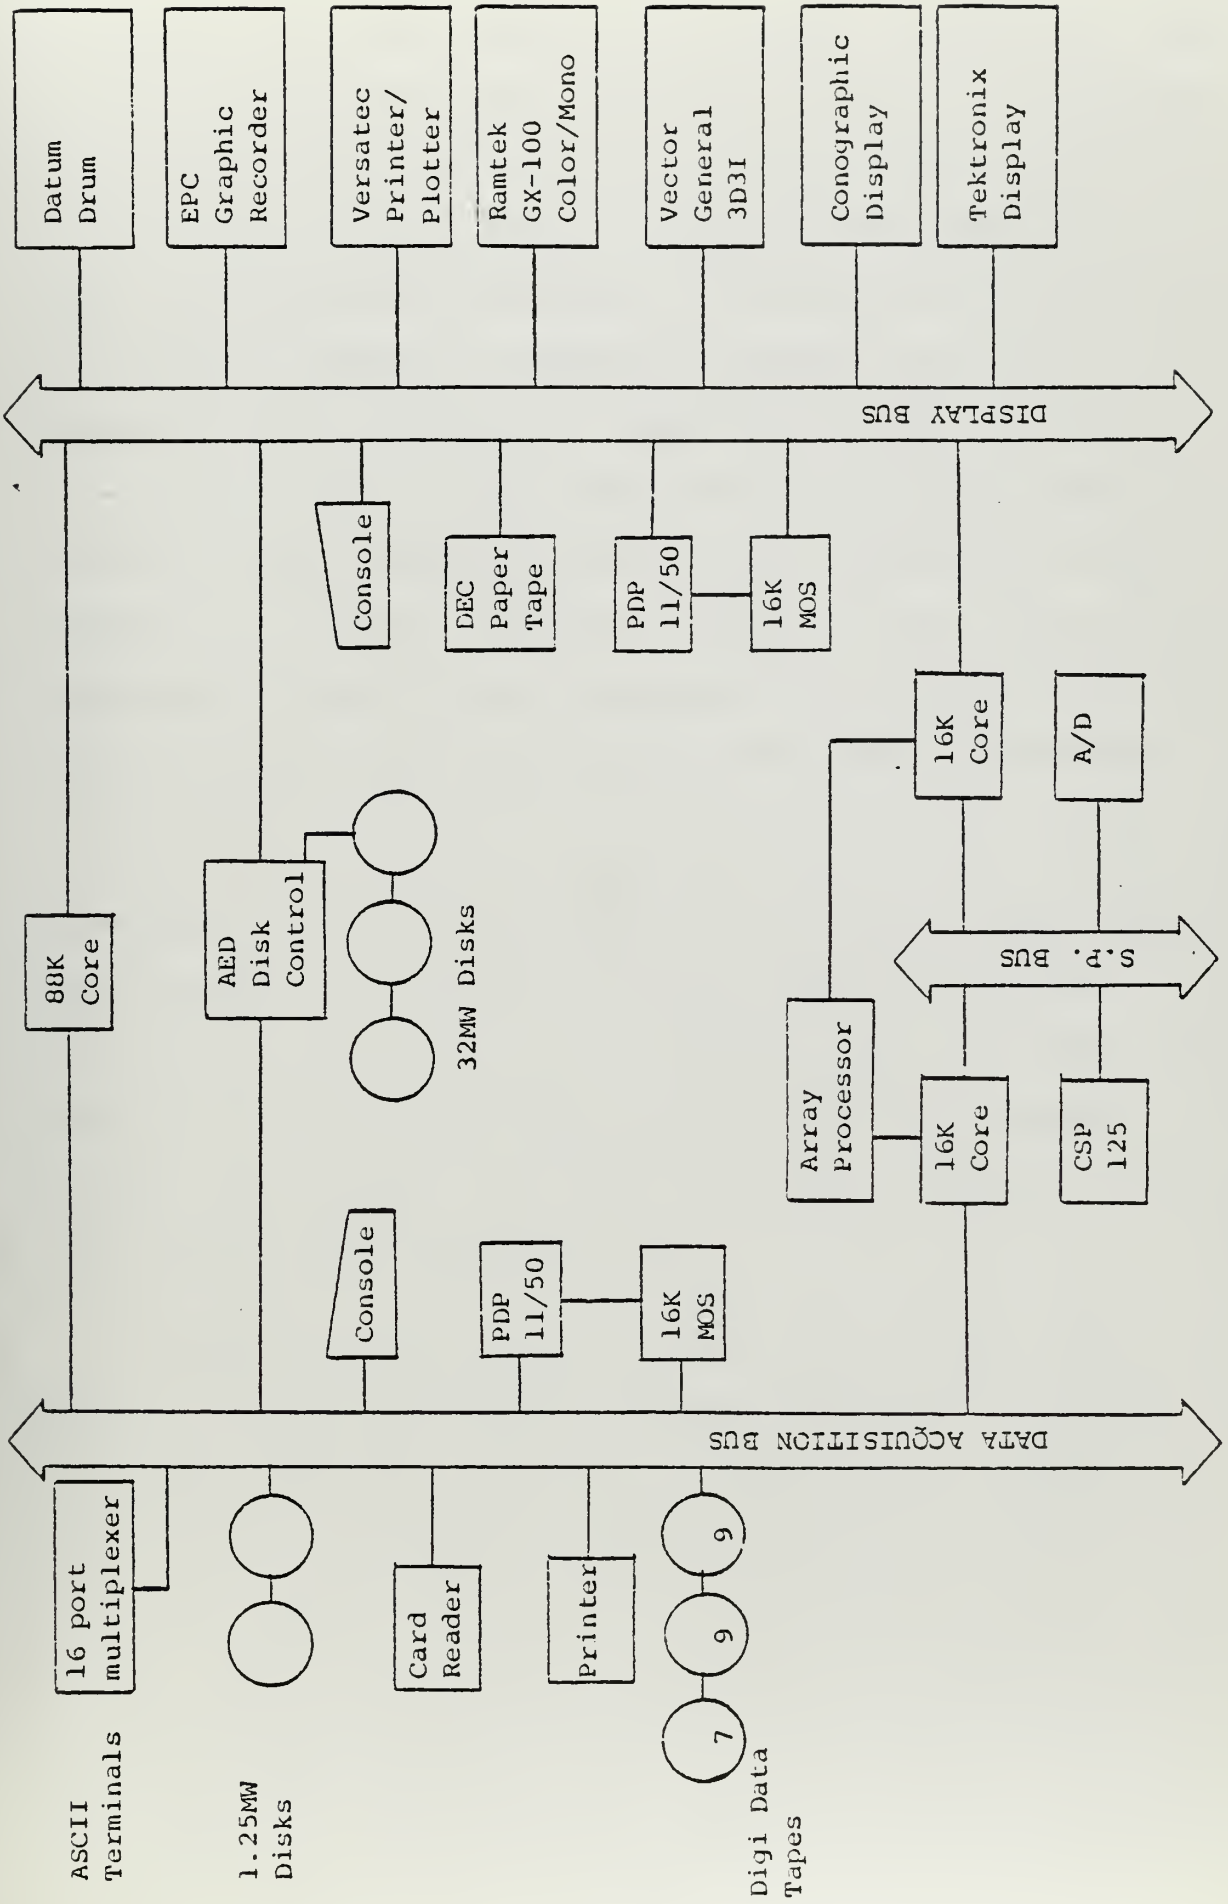 ASCII
Terminals
16 port
multiplexer
1.25MW
Disks
Card
Reader
Printer
Digi Data
Tapes
7
9
9
DATA ACQUISITION BUS
88K
Core
AED
Disk
Control
32MW Disks
Console
PDP
11/50
16K
MOS
Array
Processor
16K
Core
CSP
125
S.P. BUS
16K
Core
A/D
Console
DEC
Paper
Tape
PDP
11/50
16K
MOS
DISPLAY BUS
Datum
Drum
EPC
Graphic
Recorder
Versatec
Printer/
Plotter
Ramtek
GX-100
Color/Mono
Vector
General
3D3I
Conographic
Display
Tektronix
Display